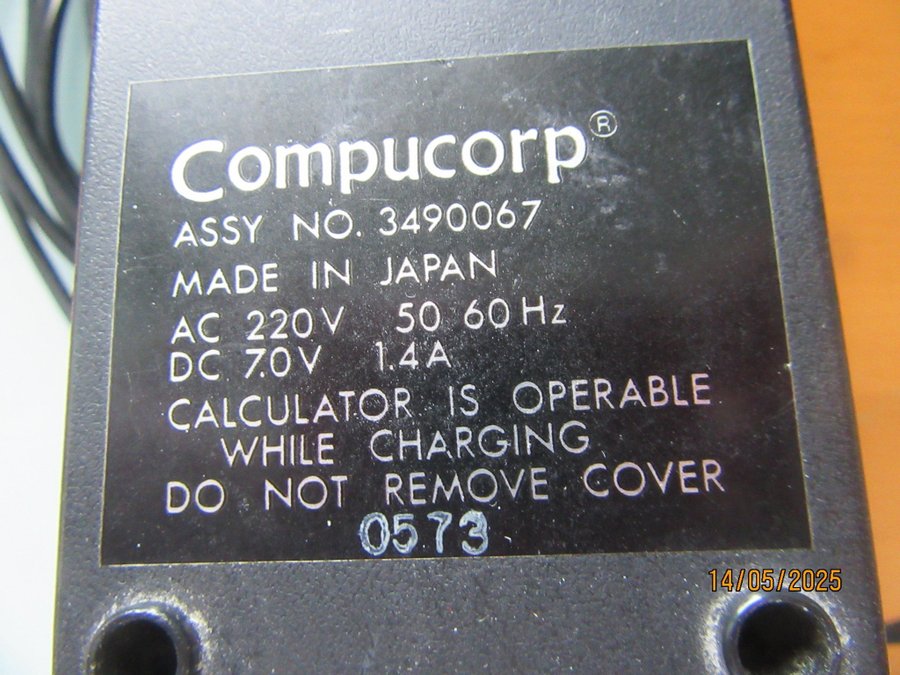 Compucorp®
ASSY NO. 3490067
MADE IN JAPAN
AC 220V 50 60Hz
DC 7.0V 1.4A
CALCULATOR IS OPERABLE
WHILE CHARGING
DO NOT REMOVE COVER
0573
14/05/2025